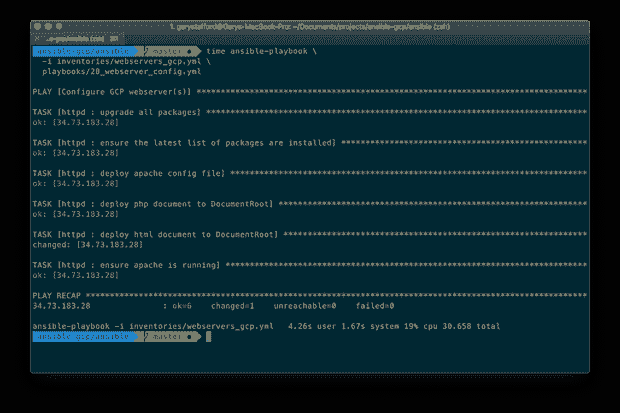 1. garystafford@Garys-MacBook-Pro: ~/Documents/projects/ansible-gcp/ansible (zsh)
..e-gcp/ansible (zsh)
ansible-gcp/ansible master ● time ansible-playbook \
-i inventories/webservers_gcp.yml \
playbooks/20_webserver_config.yml
PLAY [Configure GCP webserver(s)] ********************************************************************************
TASK [httpd : upgrade all packages] ******************************************************************************
ok: [34.73.183.28]
TASK [httpd : ensure the latest list of packages are installed] **************************************************
ok: [34.73.183.28]
TASK [httpd : deploy apache config file] *************************************************************************
ok: [34.73.183.28]
TASK [httpd : deploy php document to DocumentRoot] ***************************************************************
ok: [34.73.183.28]
TASK [httpd : deploy html document to DocumentRoot] **************************************************************
changed: [34.73.183.28]
TASK [httpd : ensure apache is running] **************************************************************************
ok: [34.73.183.28]
PLAY RECAP *******************************************************************************************************
34.73.183.28 : ok=6 changed=1 unreachable=0 failed=0
ansible-playbook -i inventories/webservers_gcp.yml 4.26s user 1.67s system 19% cpu 30.658 total
ansible-gcp/ansible master ●